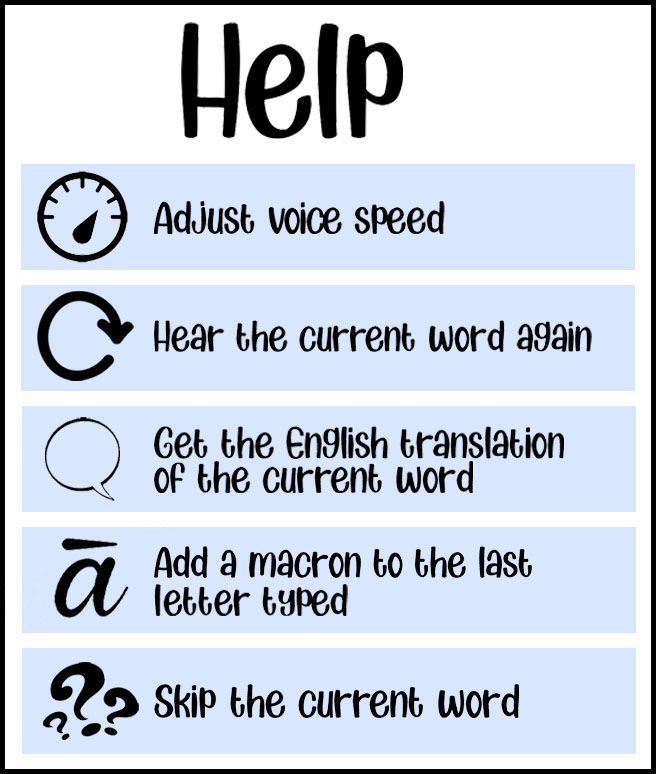 Help
Adjust voice speed
Hear the current word again
Get the English translation
of the current word
ā
Add a macron to the last
letter typed
???
Skip the current word